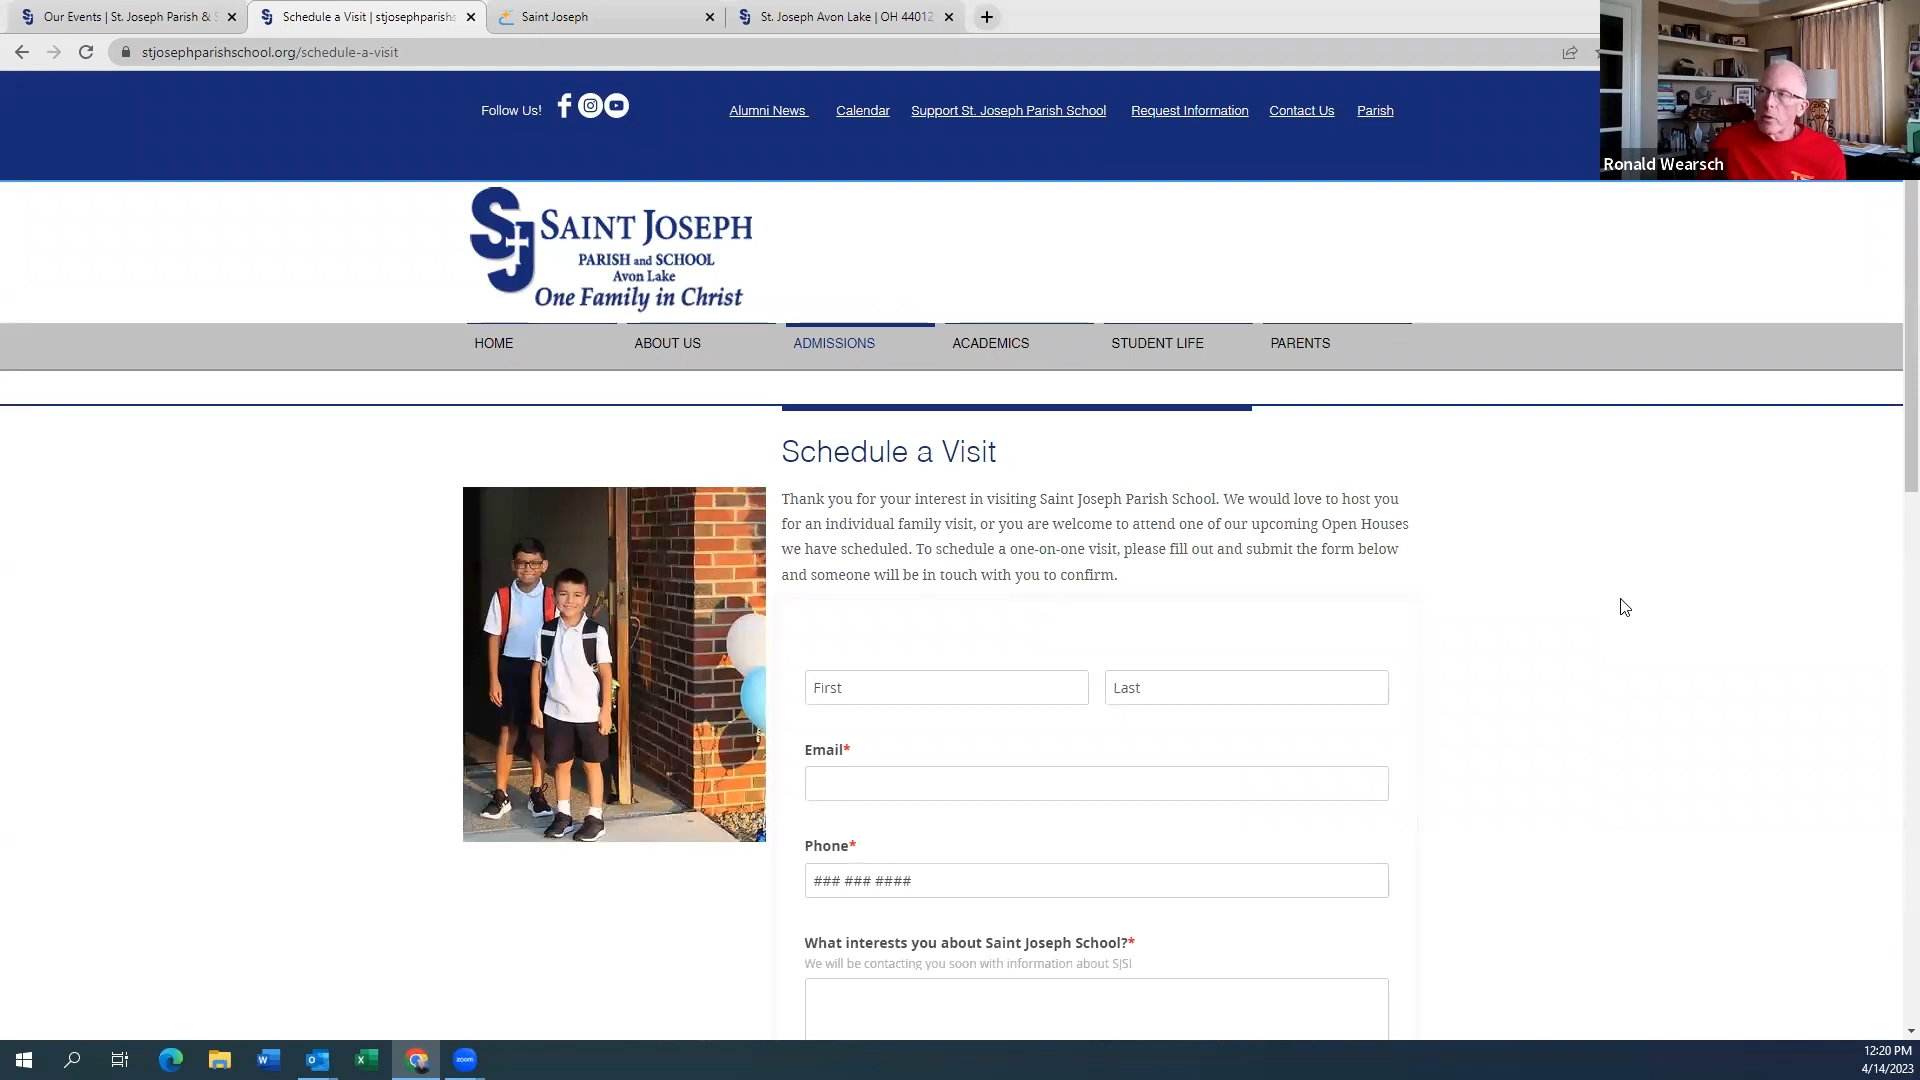 Our Events | St. Joseph Parish &
Schedule a Visit | stjosephparishs
Saint Joseph
St. Joseph Avon Lake | OH 44012
stjosephparishschool.org/schedule-a-visit
Ronald Wearsch
Follow Us!
Alumni News
Calendar
Support St. Joseph Parish School
Request Information
Contact Us
Parish
SJ
SAINT JOSEPH
PARISH and SCHOOL
Avon Lake
One Family in Christ
HOME
ABOUT US
ADMISSIONS
ACADEMICS
STUDENT LIFE
PARENTS
Schedule a Visit
Thank you for your interest in visiting Saint Joseph Parish School. We would love to host you
for an individual family visit, or you are welcome to attend one of our upcoming Open Houses
we have scheduled. To schedule a one-on-one visit, please fill out and submit the form below
and someone will be in touch with you to confirm.
First
Last
Email*
Phone*
### ### ####
What interests you about Saint Joseph School?*
We will be contacting you soon with information about SJS!
zoom
12:20 PM
4/14/2023